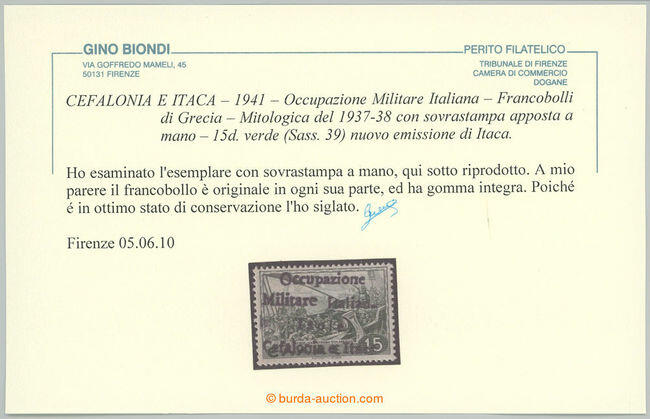 GINO BIONDI
VIA GOFFREDO MAMELI, 45
50131 FIRENZE
PERITO FILATELICO
TRIBUNALE DI FIRENZE
CAMERA DI COMMERCIO
DOGANE
CEFALONIA E ITACA – 1941 – Occupazione Militare Italiana – Francobolli
di Grecia – Mitologica del 1937-38 con sovrastampa apposta a
mano – 15d. verde (Sass. 39) nuovo emissione di Itaca.
Ho esaminato l'esemplare con sovrastampa a mano, qui sotto riprodotto. A mio
parere il francobollo è originale in ogni sua parte, ed ha gomma integra. Poiché
é in ottimo stato di conservazione l'ho siglato.
Firenze 05.06.10
Occupazione
Militare
Cefalonia e
15
© burda-auction.com